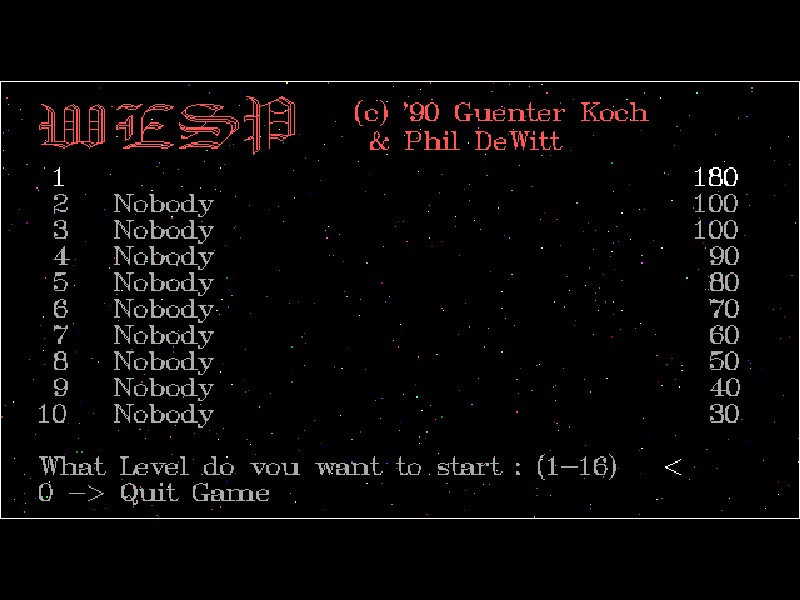 WESP (c) '90 Guenter Koch
& Phil DeWitt
1 180
2 Nobody 100
3 Nobody 100
4 Nobody 90
5 Nobody 80
6 Nobody 70
7 Nobody 60
8 Nobody 50
9 Nobody 40
10 Nobody 30
What Level do you want to start : (1-16) <
0 -> Quit Game